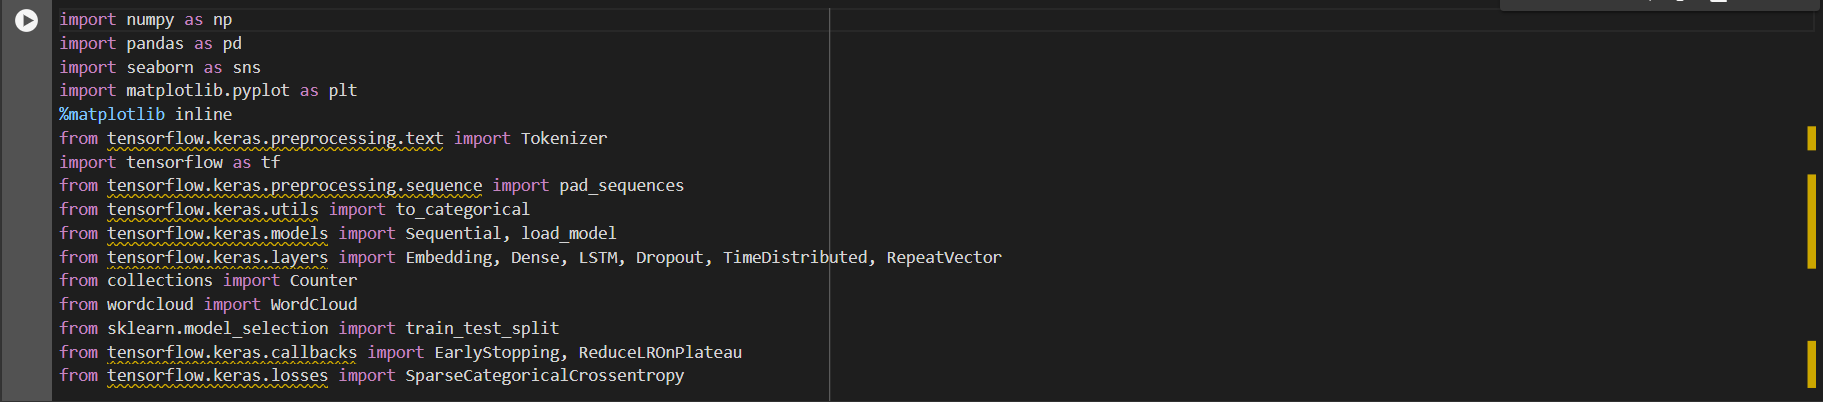 import numpy as np
import pandas as pd
import seaborn as sns
import matplotlib.pyplot as plt
%matplotlib inline
from tensorflow.keras.preprocessing.text import Tokenizer
import tensorflow as tf
from tensorflow.keras.preprocessing.sequence import pad_sequences
from tensorflow.keras.utils import to_categorical
from tensorflow.keras.models import Sequential, load_model
from tensorflow.keras.layers import Embedding, Dense, LSTM, Dropout, TimeDistributed, RepeatVector
from collections import Counter
from wordcloud import WordCloud
from sklearn.model_selection import train_test_split
from tensorflow.keras.callbacks import EarlyStopping, ReduceLROnPlateau
from tensorflow.keras.losses import SparseCategoricalCrossentropy